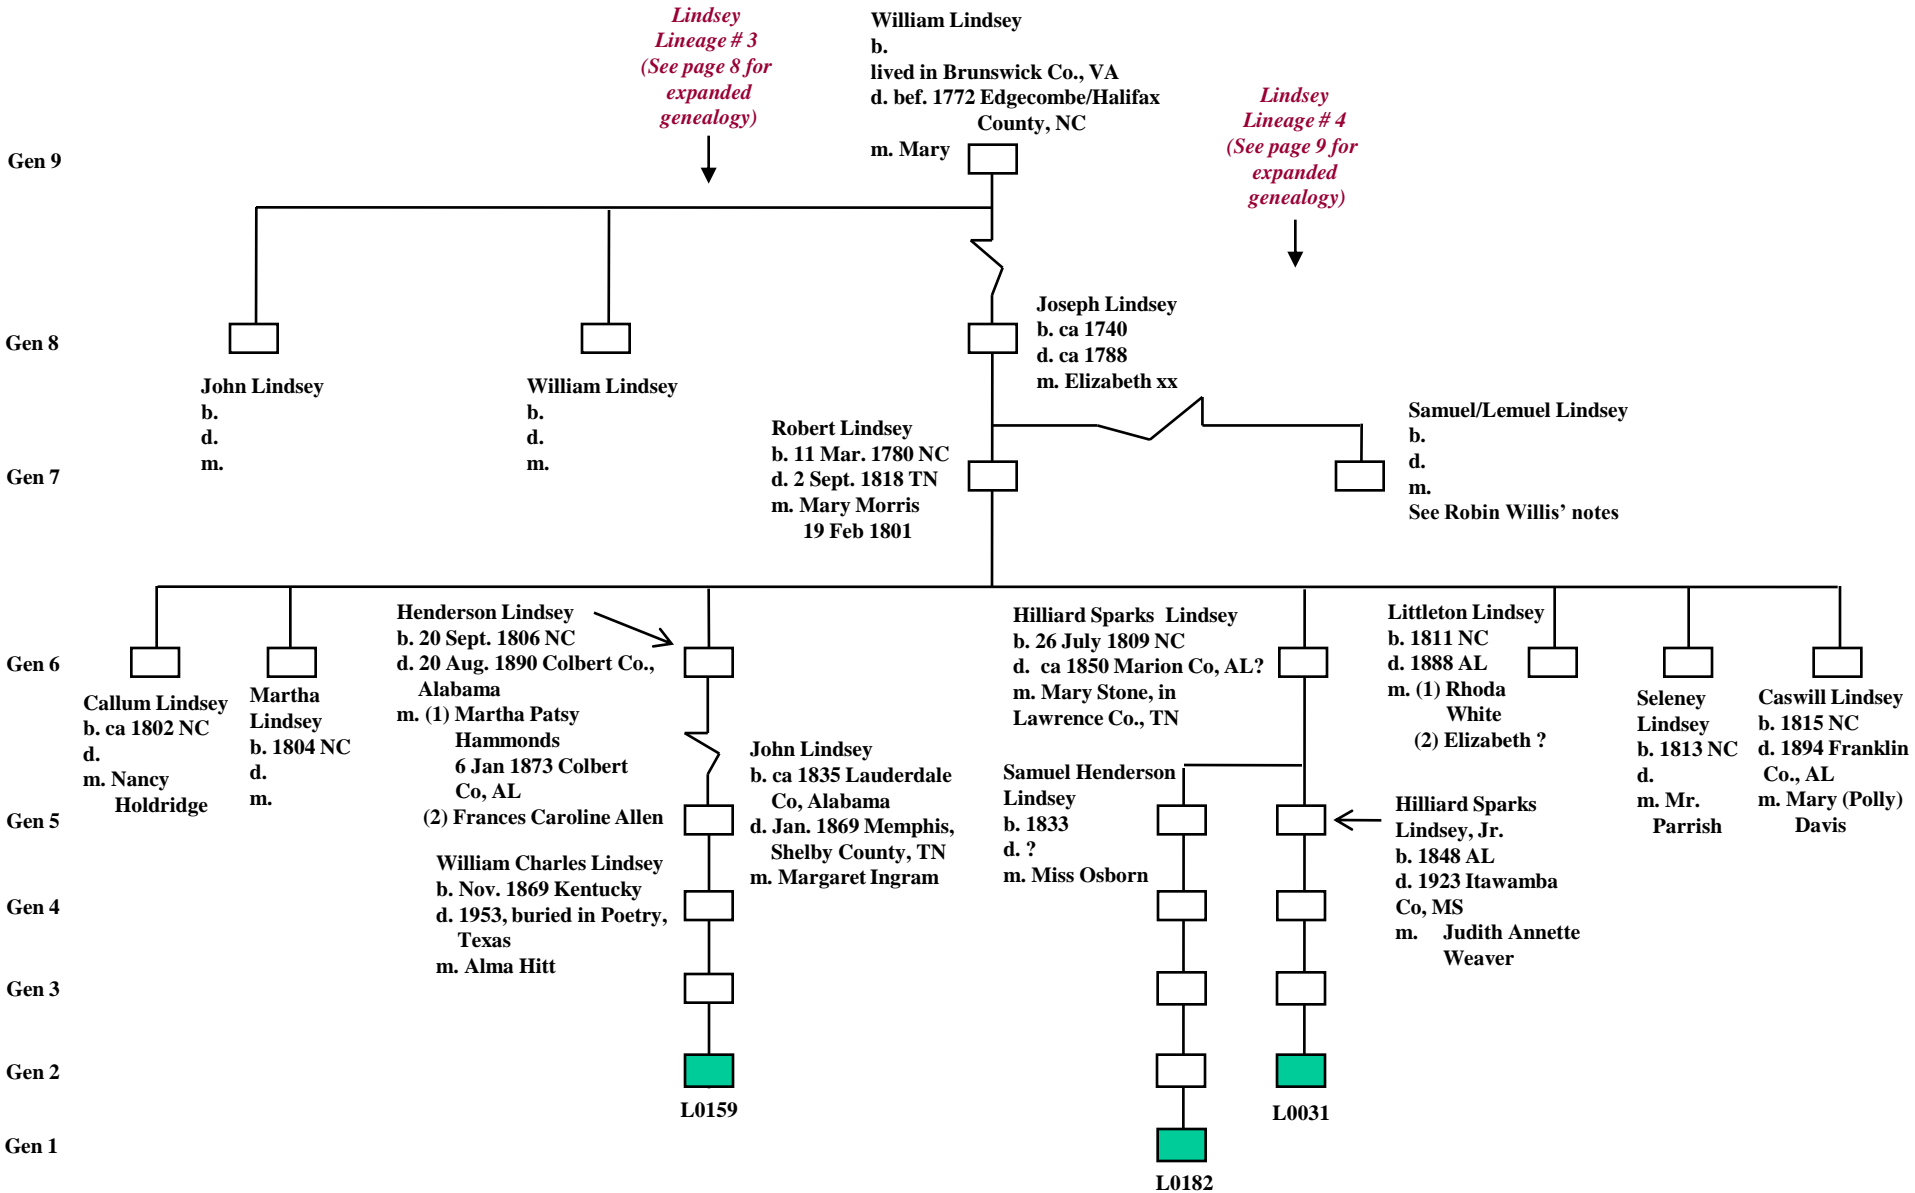 Lindsey
Lineage # 3
(See page 8 for
expanded
genealogy)
William Lindsey
b.
lived in Brunswick Co., VA
d. bef. 1772 Edgecombe/Halifax
County, NC
m. Mary
Lindsey
Lineage # 4
(See page 9 for
expanded
genealogy)
Gen 9
Gen 8
John Lindsey
b.
d.
m.
William Lindsey
b.
d.
m.
Joseph Lindsey
b. ca 1740
d. ca 1788
m. Elizabeth xx
Gen 7
Robert Lindsey
b. 11 Mar. 1780 NC
d. 2 Sept. 1818 TN
m. Mary Morris
19 Feb 1801
Samuel/Lemuel Lindsey
b.
d.
m.
See Robin Willis’ notes
Gen 6
Callum Lindsey
b. ca 1802 NC
d.
m. Nancy
Holdridge
Martha
Lindsey
b. 1804 NC
d.
m.
Henderson Lindsey
b. 20 Sept. 1806 NC
d. 20 Aug. 1890 Colbert Co.,
Alabama
m. (1) Martha Patsy
Hammonds
6 Jan 1873 Colbert
Co, AL
(2) Frances Caroline Allen
Hilliard Sparks Lindsey
b. 26 July 1809 NC
d. ca 1850 Marion Co, AL?
m. Mary Stone, in
Lawrence Co., TN
Littleton Lindsey
b. 1811 NC
d. 1888 AL
m. (1) Rhoda
White
(2) Elizabeth ?
Seleney
Lindsey
b. 1813 NC
d.
m. Mr.
Parrish
Caswill Lindsey
b. 1815 NC
d. 1894 Franklin
Co., AL
m. Mary (Polly)
Davis
Gen 5
John Lindsey
b. ca 1835 Lauderdale
Co, Alabama
d. Jan. 1869 Memphis,
Shelby County, TN
m. Margaret Ingram
Samuel Henderson
Lindsey
b. 1833
d. ?
m. Miss Osborn
Hilliard Sparks
Lindsey, Jr.
b. 1848 AL
d. 1923 Itawamba
Co, MS
m. Judith Annette
Weaver
Gen 4
William Charles Lindsey
b. Nov. 1869 Kentucky
d. 1953, buried in Poetry,
Texas
m. Alma Hitt
Gen 3
Gen 2
L0159
L0031
Gen 1
L0182